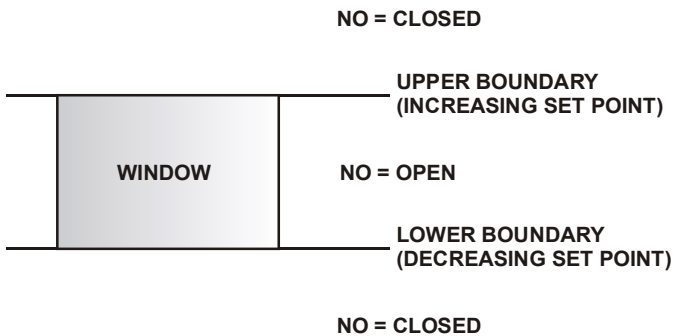 NO = CLOSED
UPPER BOUNDARY
(INCREASING SET POINT)
WINDOW
NO = OPEN
LOWER BOUNDARY
(DECREASING SET POINT)
NO = CLOSED